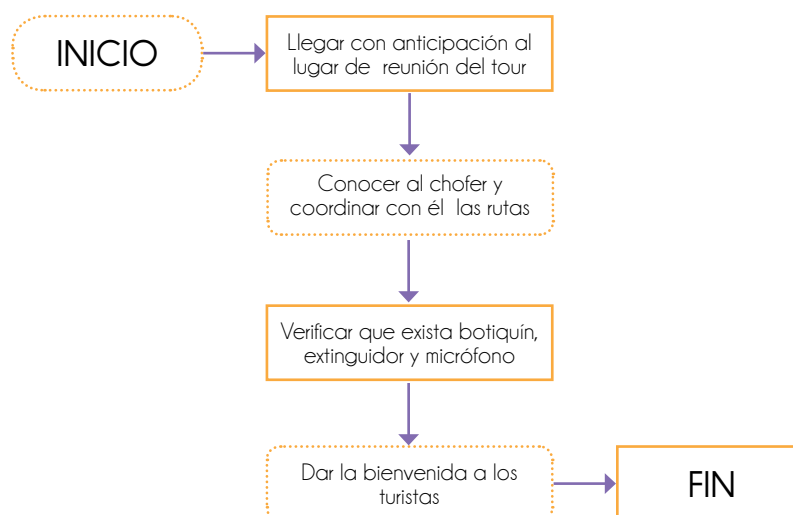 INICIO
Llegar con anticipación al
lugar de reunión del tour
Conocer al chofer y
coordinar con él las rutas
Verificar que exista botiquín,
extinguidor y micrófono
Dar la bienvenida a los
turistas
FIN